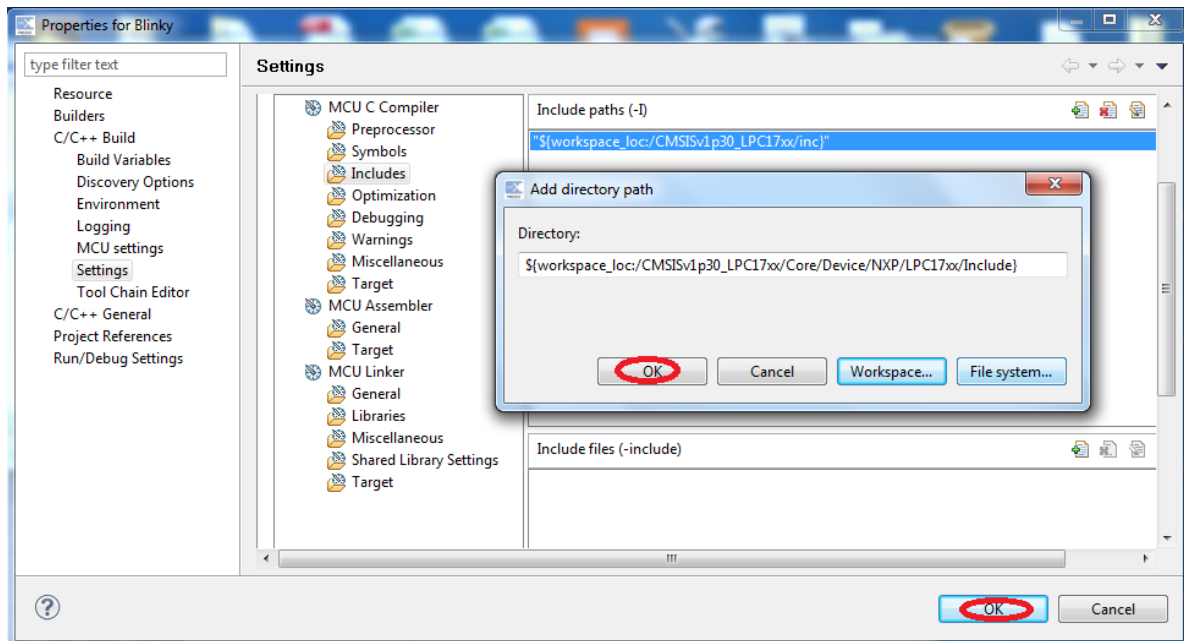 Properties for Blinky
type filter text
Resource
Builders
C/C++ Build
Build Variables
Discovery Options
Environment
Logging
MCU settings
Settings
Tool Chain Editor
C/C++ General
Project References
Run/Debug Settings
Settings
MCU C Compiler
Preprocessor
Symbols
Includes
Optimization
Debugging
Warnings
Miscellaneous
Target
MCU Assembler
General
Target
MCU Linker
General
Libraries
Miscellaneous
Shared Library Settings
Target
Include paths (-I)
"${workspace_loc:/CMSISv1p30_LPC17xx/inc}"
Add directory path
Directory:
${workspace_loc:/CMSISv1p30_LPC17xx/Core/Device/NXP/LPC17xx/Include}
OK Cancel Workspace... File system...
Include files (-include)
OK Cancel